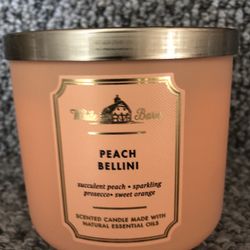 White Barn
PEACH
BELLINI
succulent peach • sparkling
prosecco • sweet orange
SCENTED CANDLE MADE WITH
NATURAL ESSENTIAL OILS